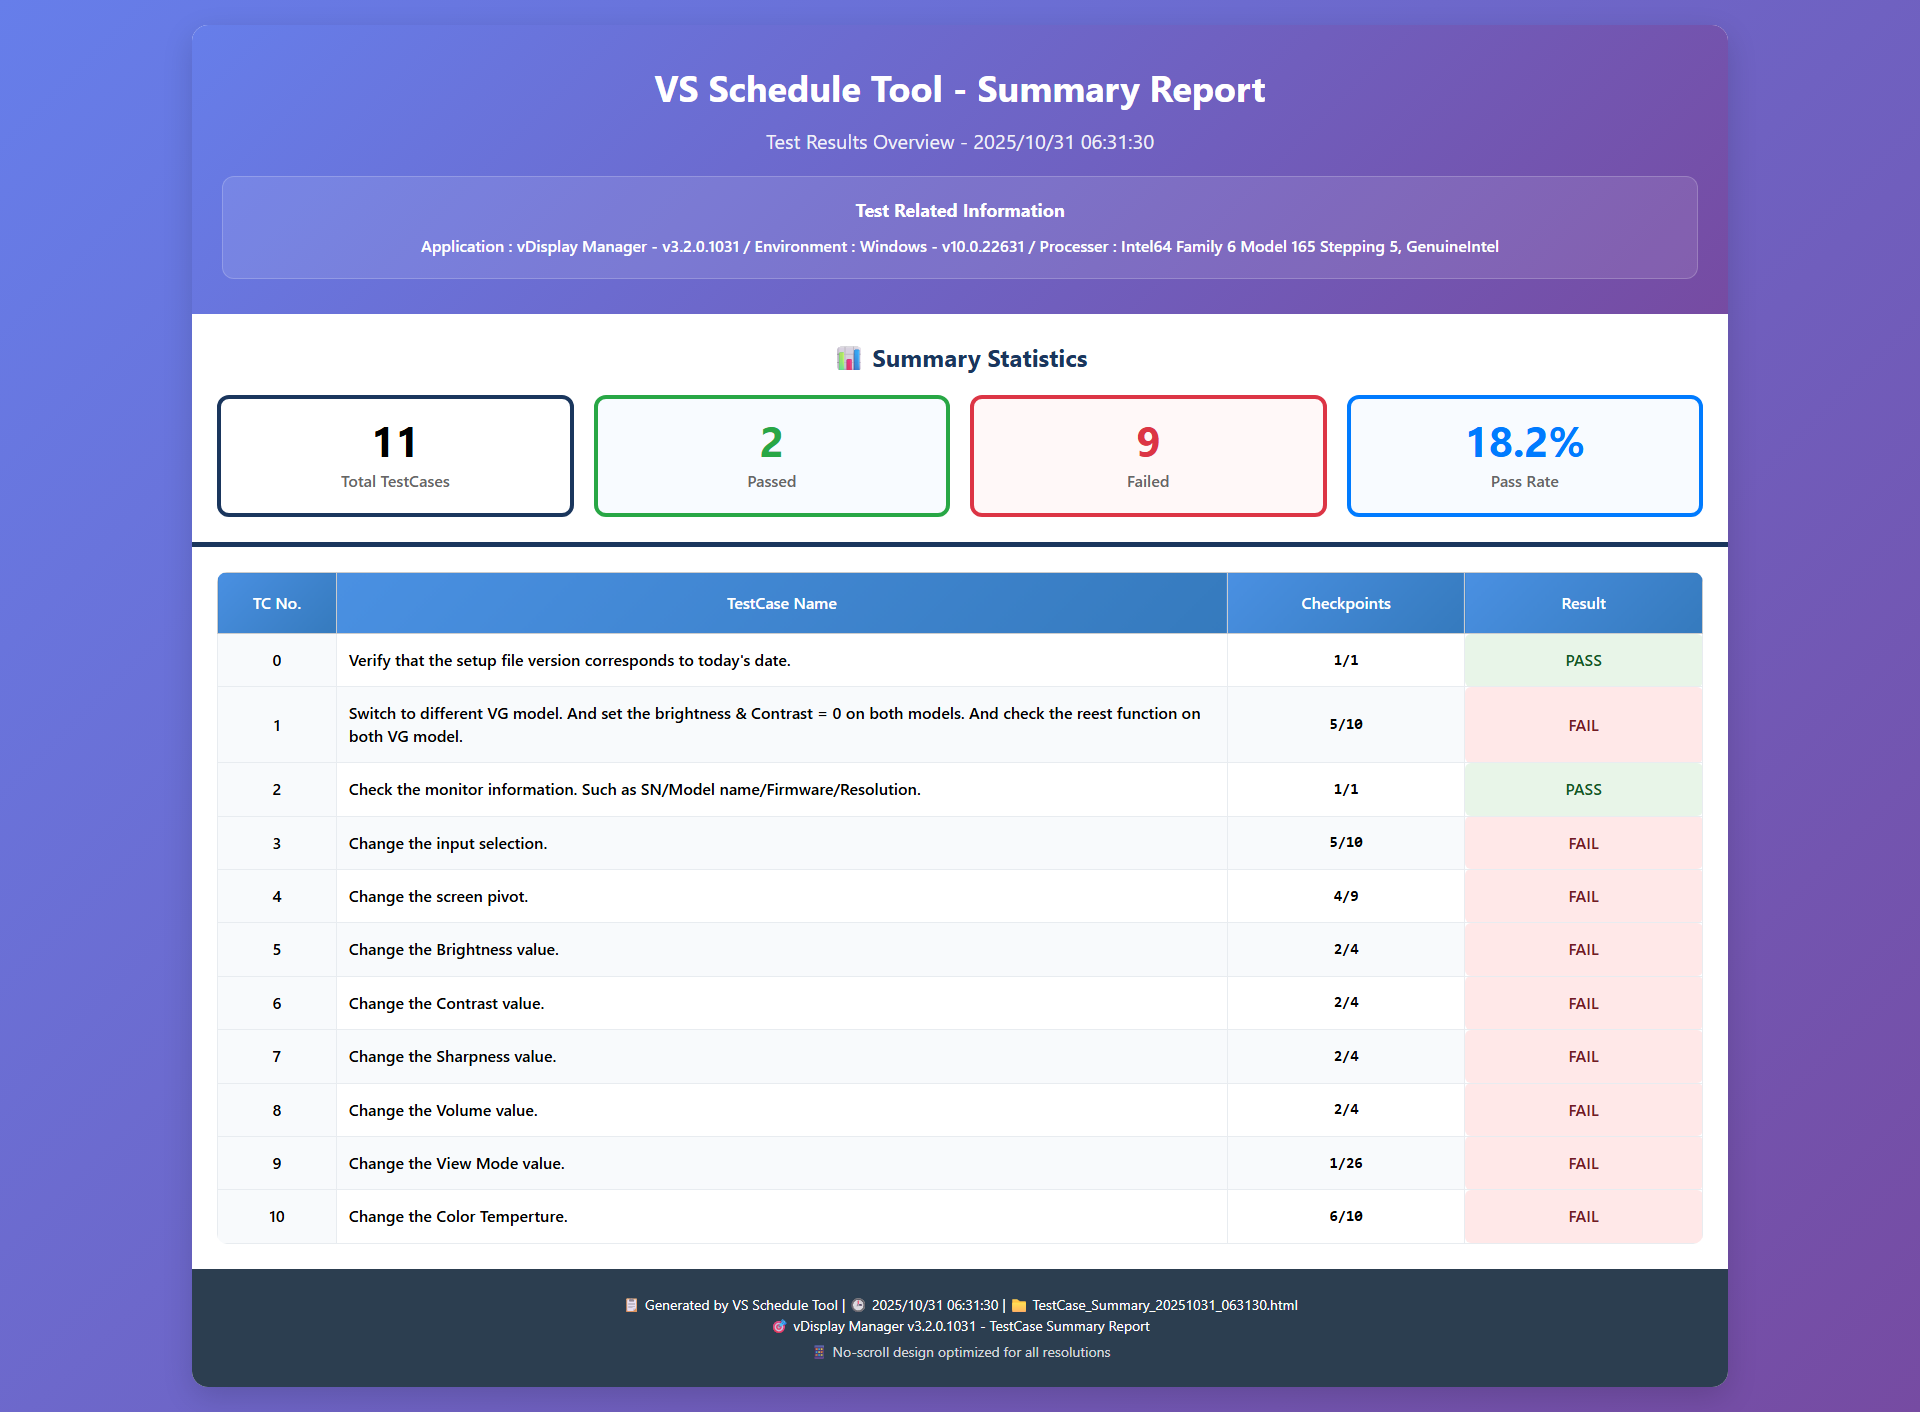 VS Schedule Tool - Summary Report
Test Results Overview - 2025/10/31 06:31:30
Test Related Information
Application : vDisplay Manager - v3.2.0.1031 / Environment : Windows - v10.0.22631 / Processer : Intel64 Family 6 Model 165 Stepping 5, GenuineIntel
Summary Statistics
11
Total TestCases
2
Passed
9
Failed
18.2%
Pass Rate
TC No. TestCase Name Checkpoints Result
0 Verify that the setup file version corresponds to today's date. 1/1 PASS
1 Switch to different VG model. And set the brightness & Contrast = 0 on both models. And check the reest function on
both VG model. 5/10 FAIL
2 Check the monitor information. Such as SN/Model name/Firmware/Resolution. 1/1 PASS
3 Change the input selection. 5/10 FAIL
4 Change the screen pivot. 4/9 FAIL
5 Change the Brightness value. 2/4 FAIL
6 Change the Contrast value. 2/4 FAIL
7 Change the Sharpness value. 2/4 FAIL
8 Change the Volume value. 2/4 FAIL
9 Change the View Mode value. 1/26 FAIL
10 Change the Color Temperture. 6/10 FAIL
Generated by VS Schedule Tool | 2025/10/31 06:31:30 | TestCase_Summary_20251031_063130.html
vDisplay Manager v3.2.0.1031 - TestCase Summary Report
No-scroll design optimized for all resolutions